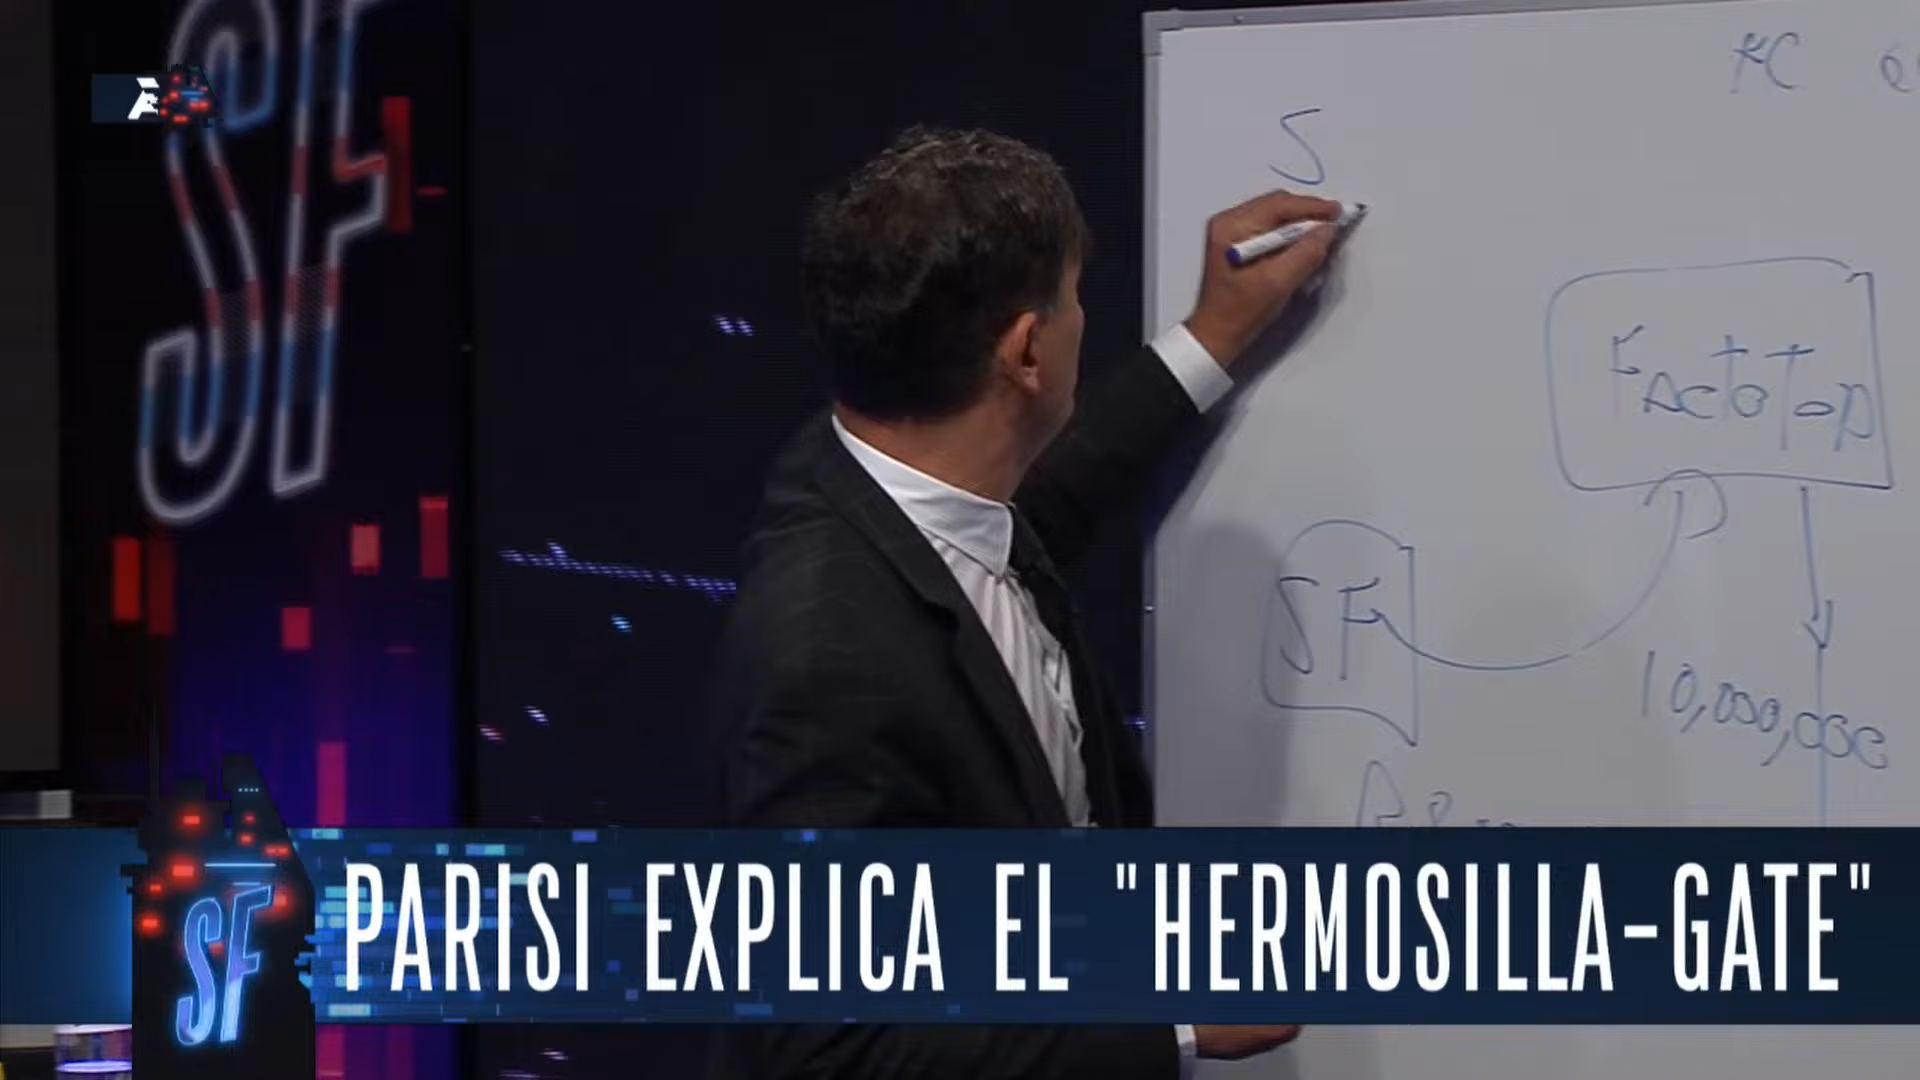 SF
KC
S
FACTOTOP
SF
10,000,000
SF
PARISI EXPLICA EL "HERMOSILLA-GATE"